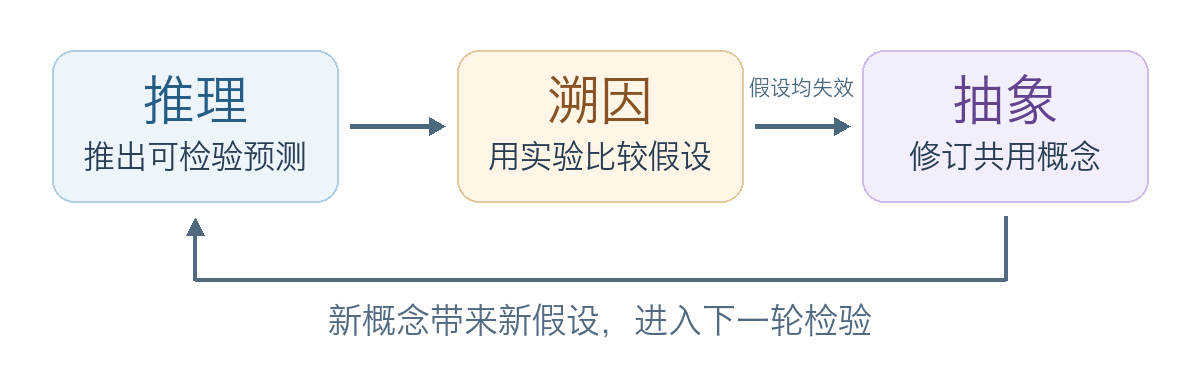 推理
推出可检验预测
溯因
用实验比较假设
假设均失效
抽象
修订共用概念
新概念带来新假设，进入下一轮检验